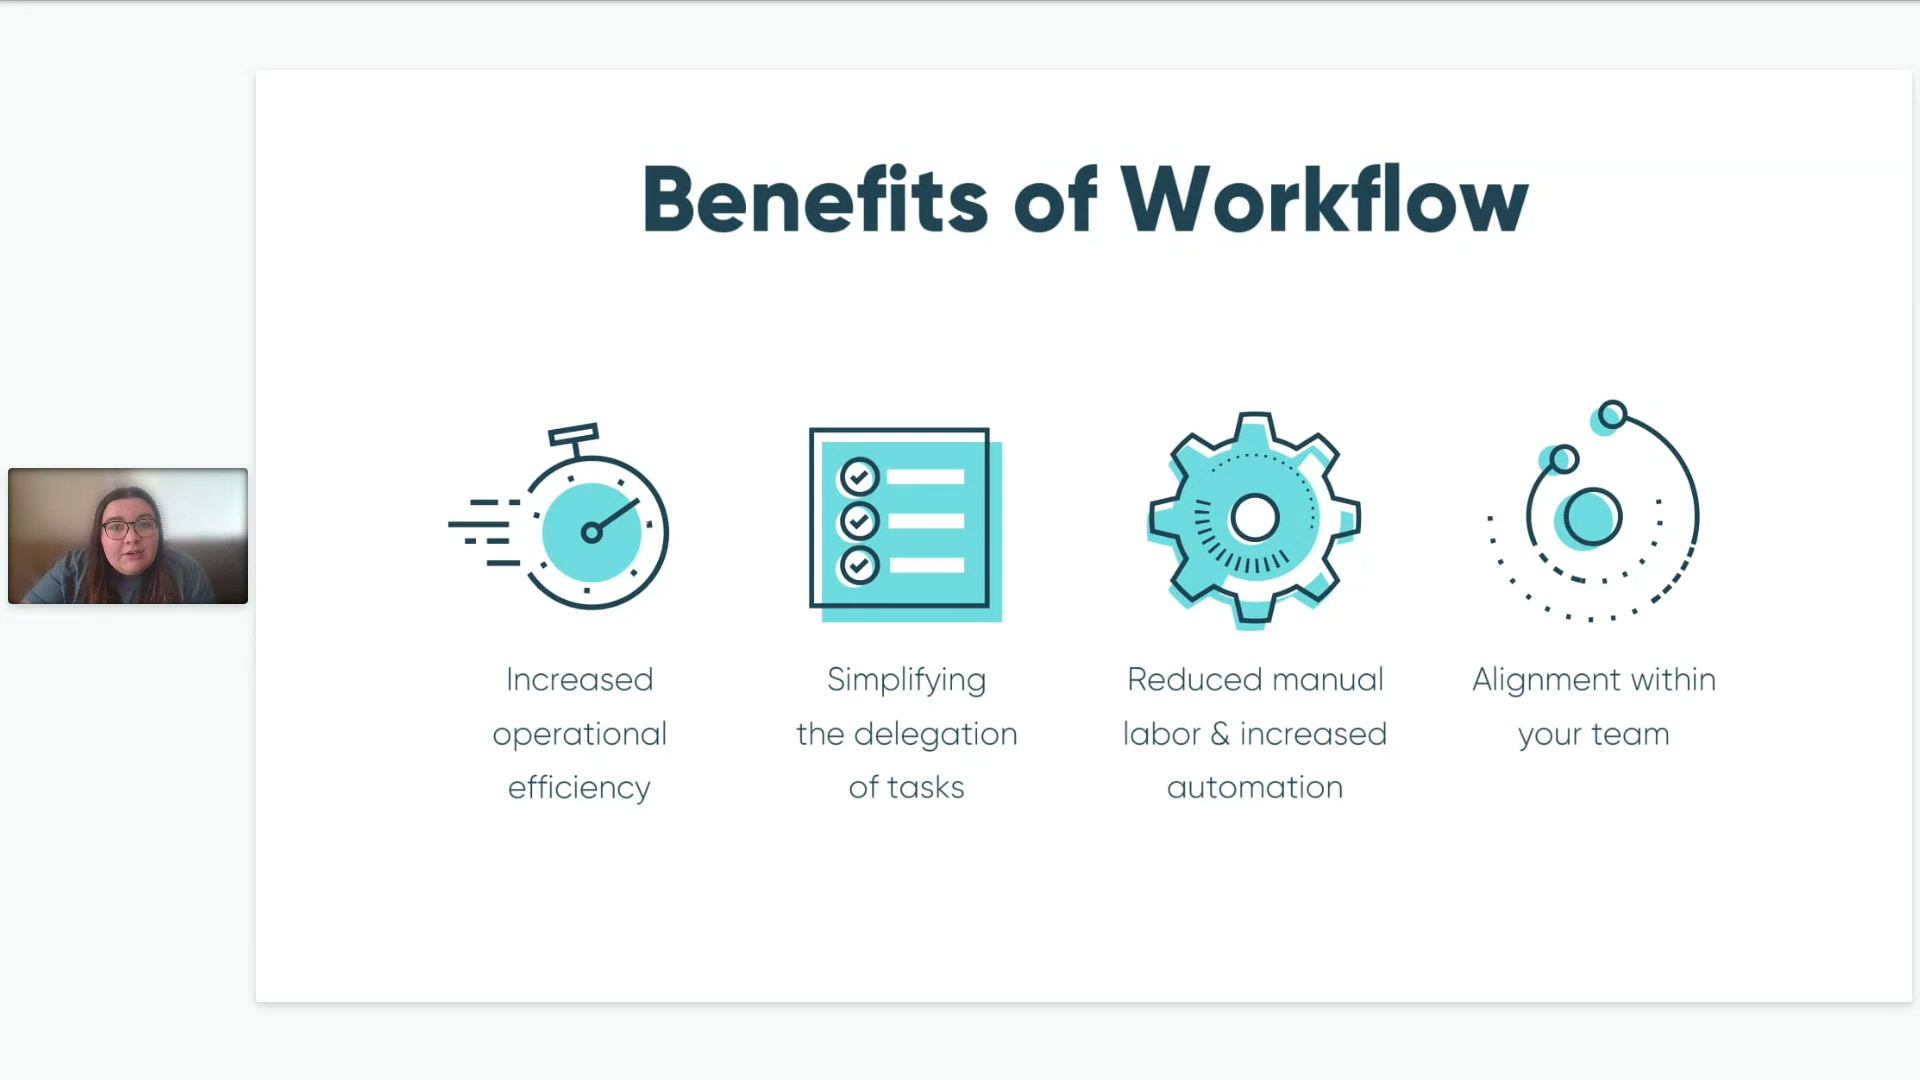 Benefits of Workflow
Increased
operational
efficiency
Simplifying
the delegation
of tasks
Reduced manual
labor & increased
automation
Alignment within
your team